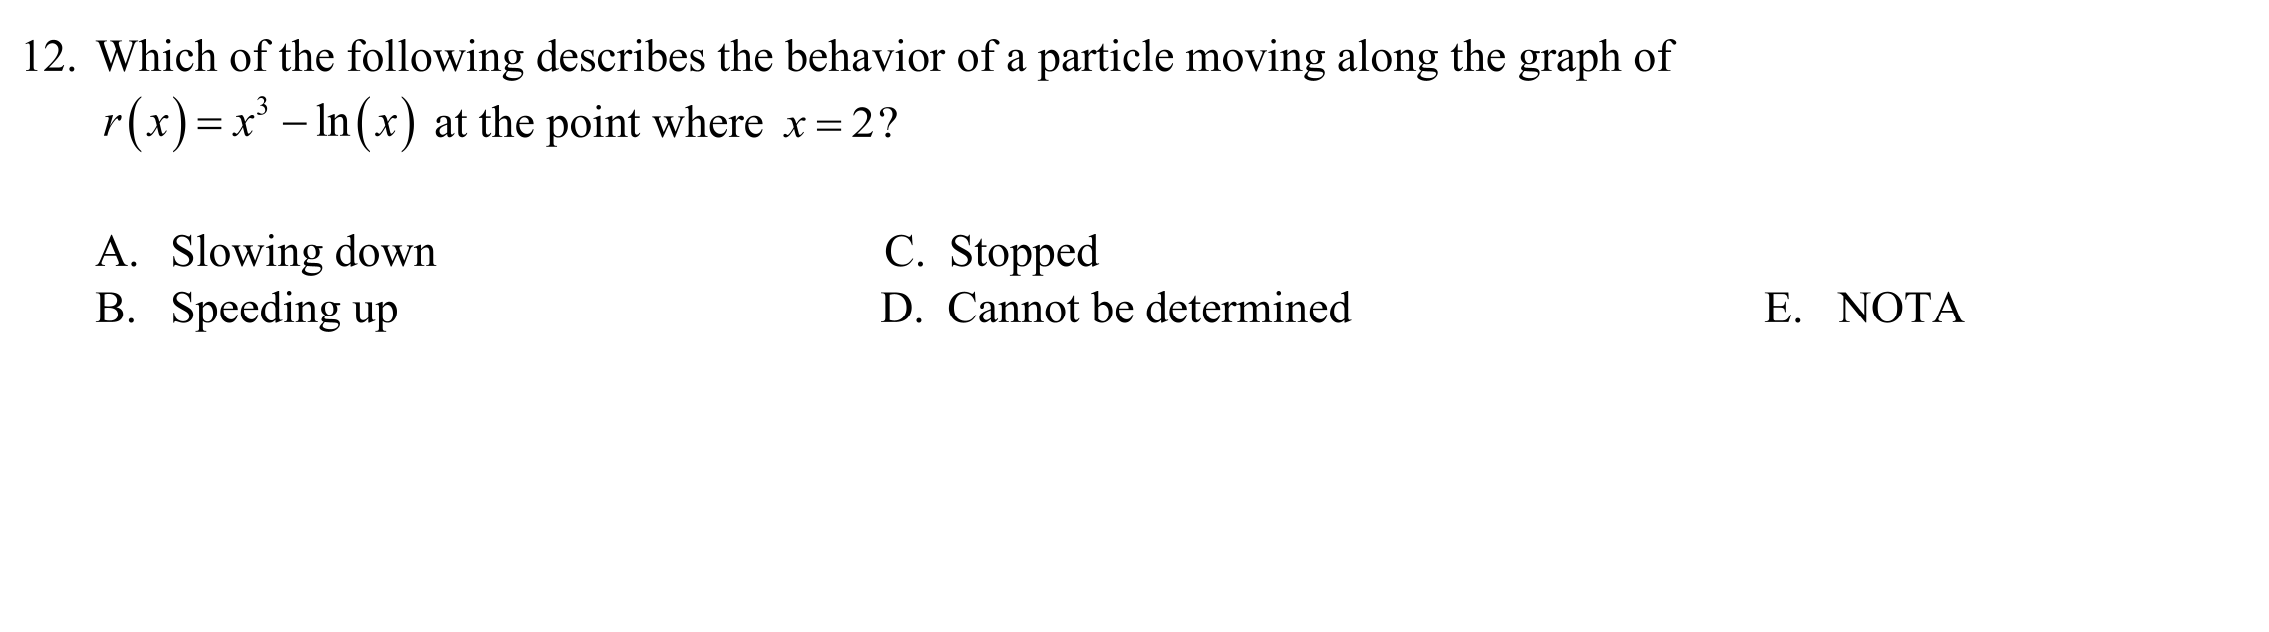 12. Which of the following describes the behavior of a particle moving along the graph of
r(x) = x³ – ln(x) at the point where x = 2?
A. Slowing down C. Stopped
B. Speeding up D. Cannot be determined E. NOTA